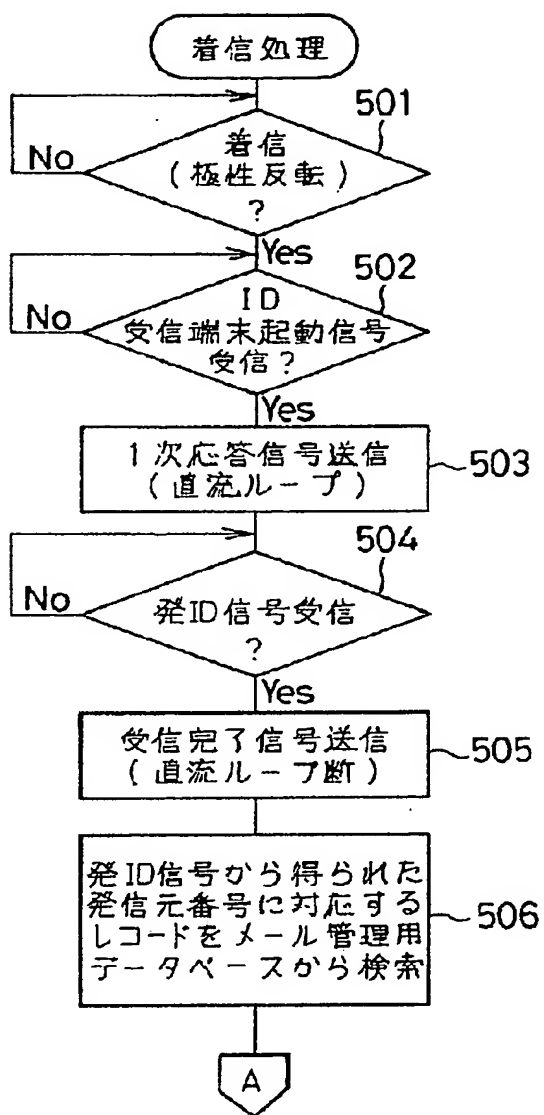 着信処理
501
着信
(極性反転)
?
No
Yes
502
ID
受信端末起動信号
受信?
No
Yes
1次応答信号送信
(直流ループ)
503
504
発ID信号受信
?
No
Yes
受信完了信号送信
(直流ループ断)
505
発ID信号から得られた
発信元番号に対応する
レコードをメール管理用
データベースから検索
506
A